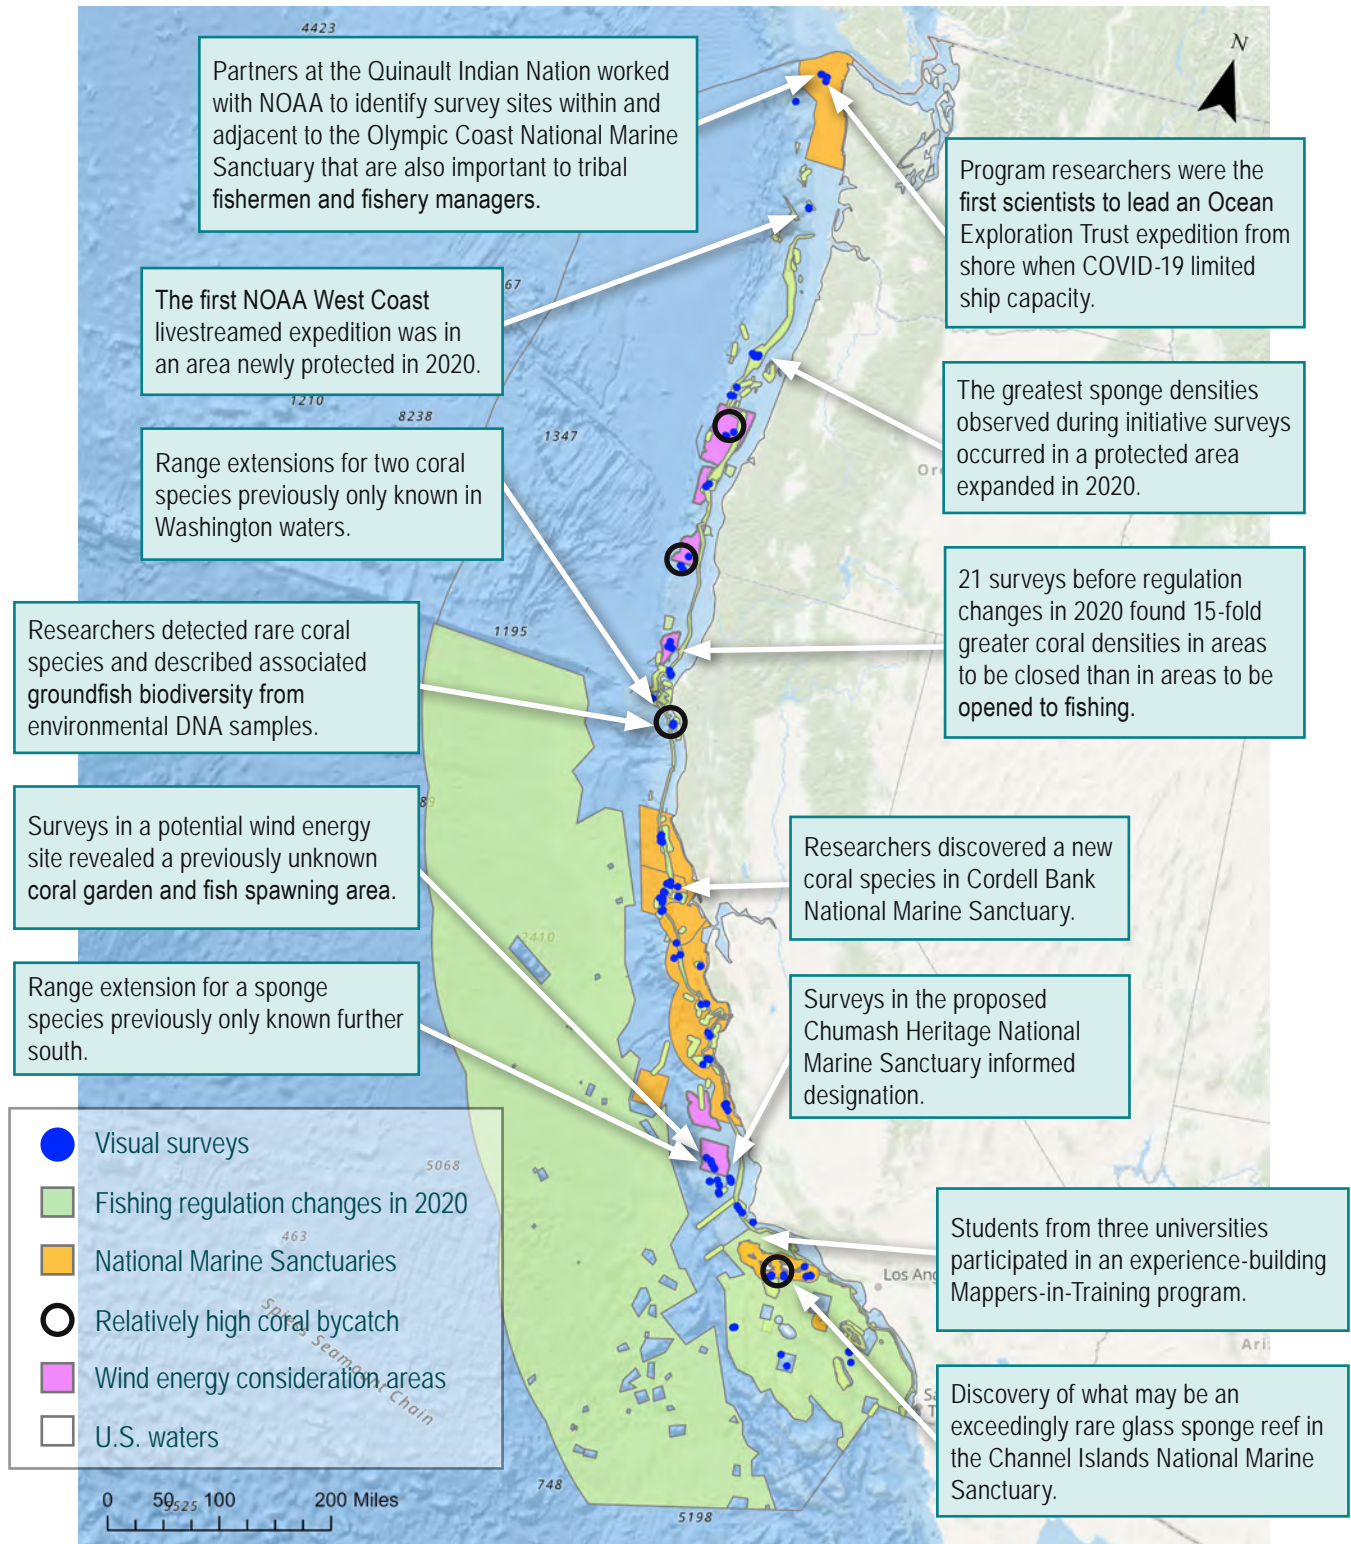 4423
N
Partners at the Quinault Indian Nation worked
with NOAA to identify survey sites within and
adjacent to the Olympic Coast National Marine
Sanctuary that are also important to tribal
fishermen and fishery managers.
Program researchers were the
first scientists to lead an Ocean
Exploration Trust expedition from
shore when COVID-19 limited
ship capacity.
67
The first NOAA West Coast
livestreamed expedition was in
an area newly protected in 2020.
1210
8238
1347
The greatest sponge densities
observed during initiative surveys
occurred in a protected area
expanded in 2020.
Range extensions for two coral
species previously only known in
Washington waters.
21 surveys before regulation
changes in 2020 found 15-fold
greater coral densities in areas
to be closed than in areas to be
opened to fishing.
1195
Researchers detected rare coral
species and described associated
groundfish biodiversity from
environmental DNA samples.
Surveys in a potential wind energy
site revealed a previously unknown
coral garden and fish spawning area.
Researchers discovered a new
coral species in Cordell Bank
National Marine Sanctuary.
2410
Range extension for a sponge
species previously only known further
south.
Surveys in the proposed
Chumash Heritage National
Marine Sanctuary informed
designation.
Visual surveys
5068
Fishing regulation changes in 2020
463
National Marine Sanctuaries
Relatively high coral bycatch
Spiess Seamount Chain
Wind energy consideration areas
U.S. waters
Students from three universities
participated in an experience-building
Mappers-in-Training program.
Los Ang
Ari
Discovery of what may be an
exceedingly rare glass sponge reef in
the Channel Islands National Marine
Sanctuary.
748
5198
0 50 100 200 Miles
5525